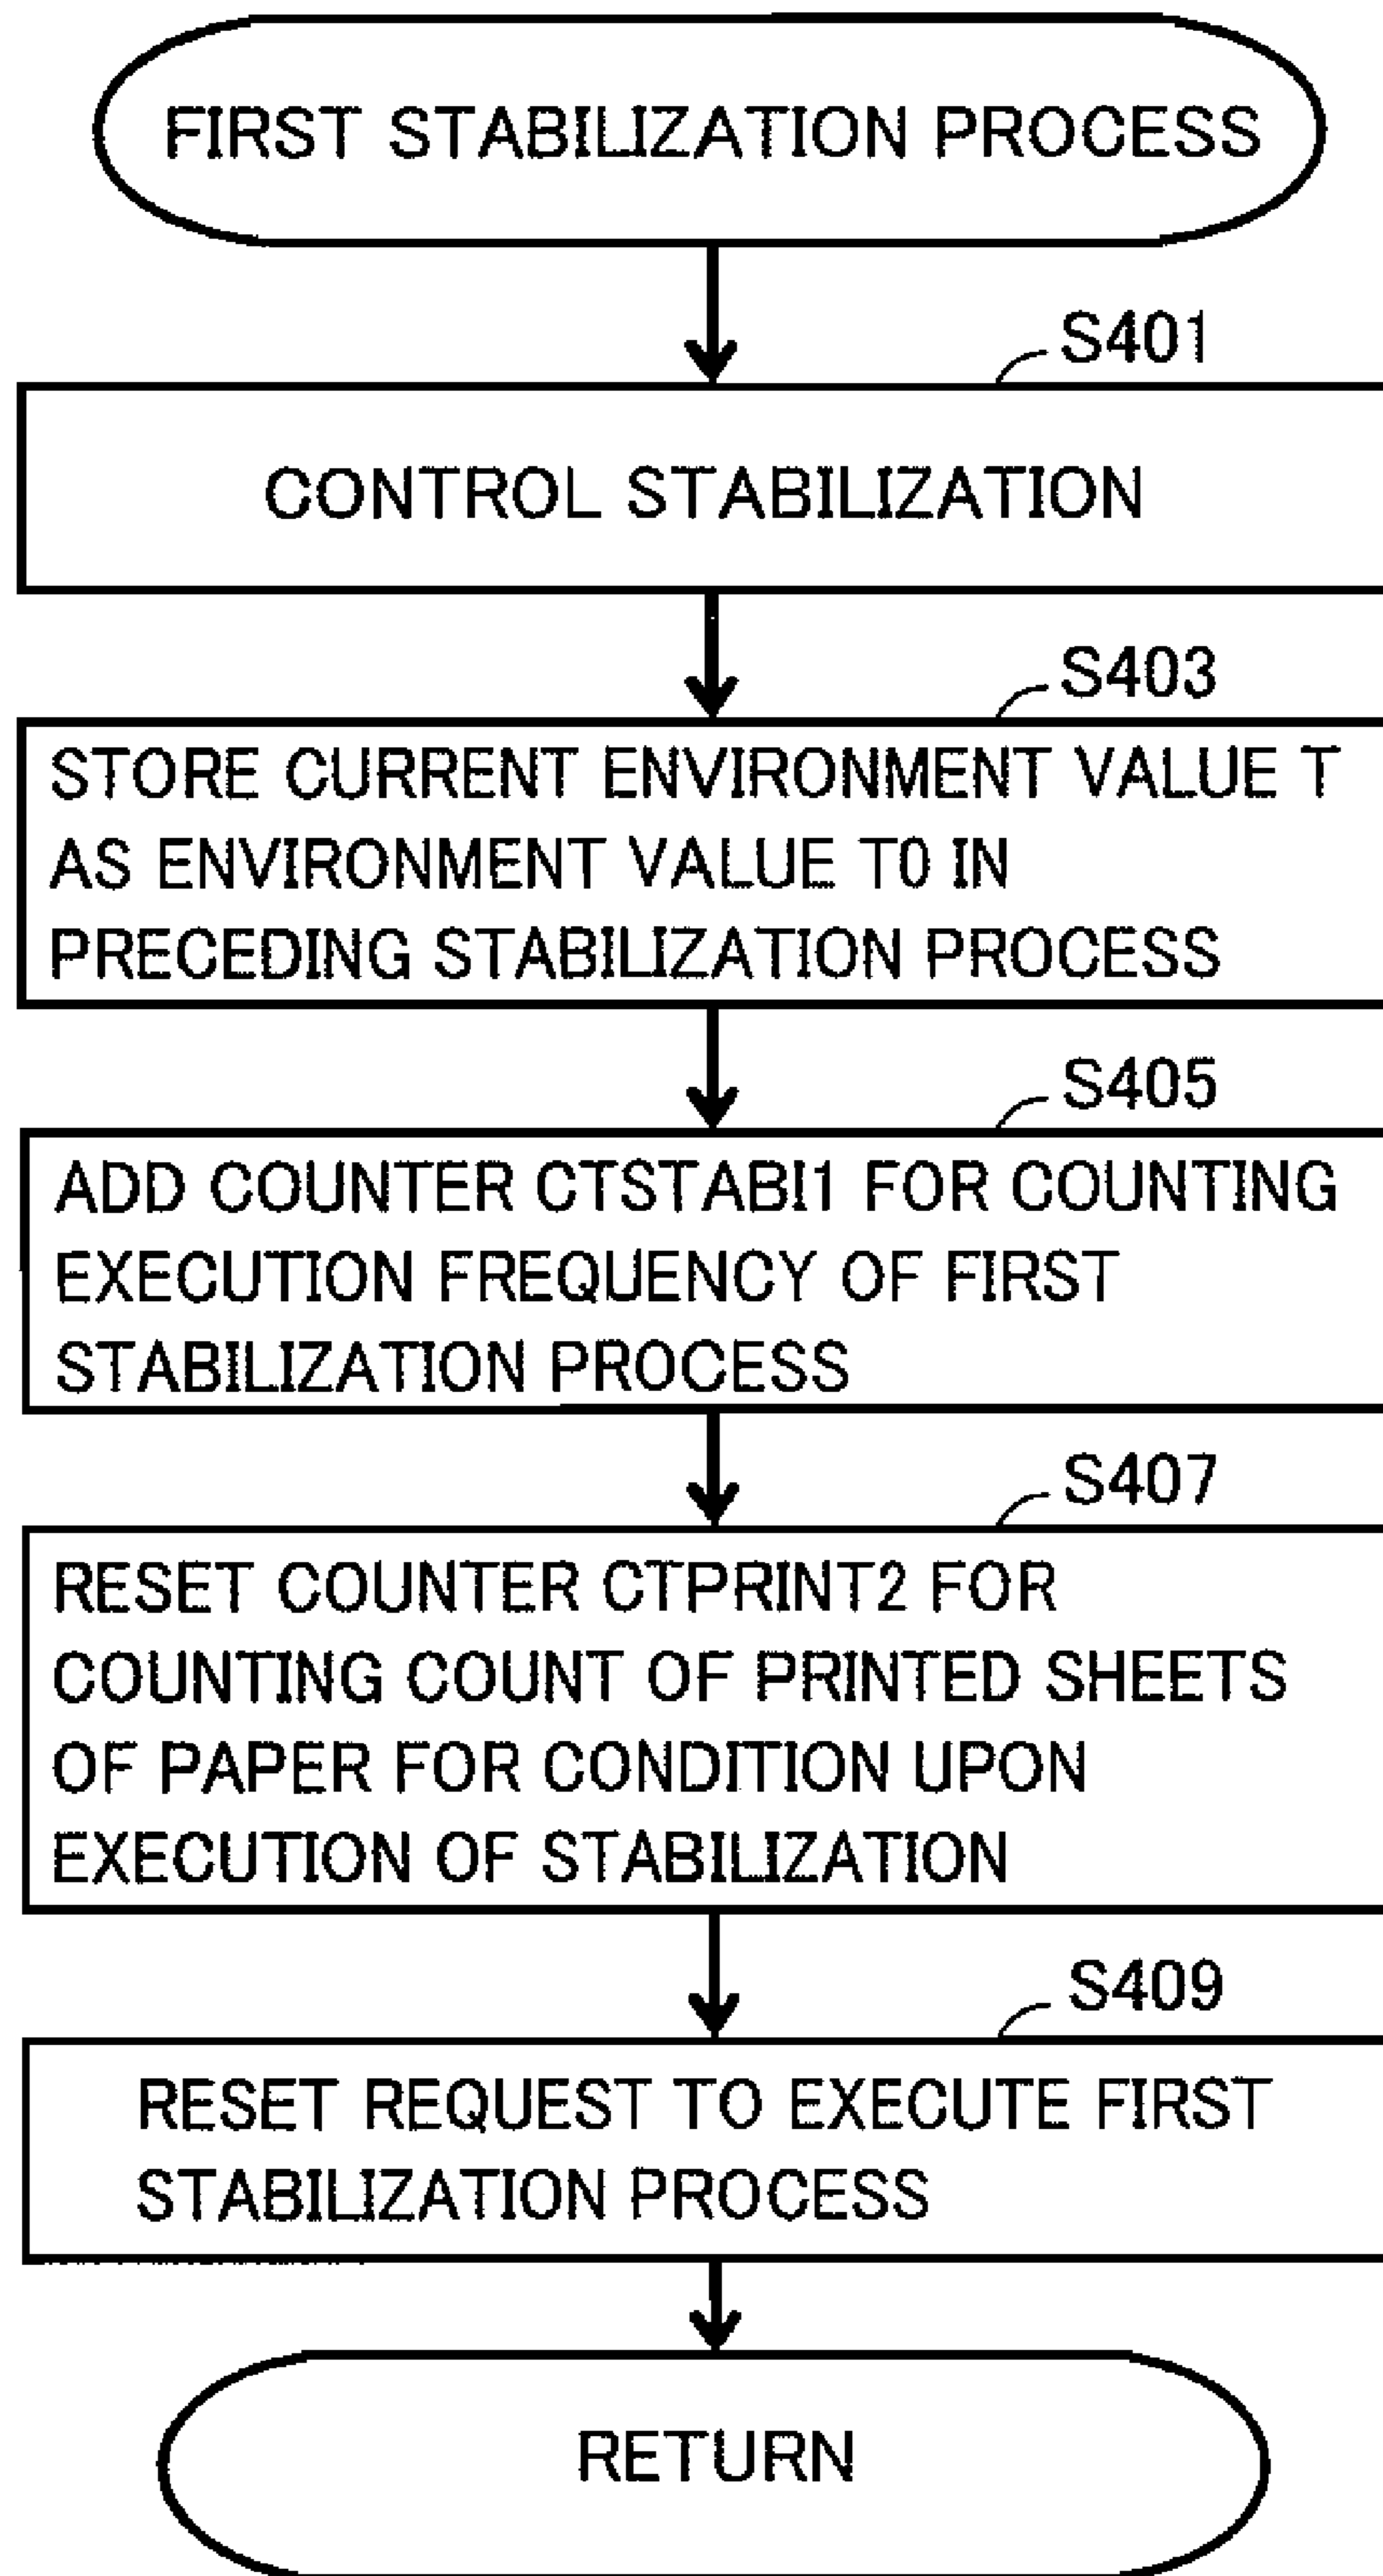 FIRST STABILIZATION PROCESS
S401
CONTROL STABILIZATION
S403
STORE CURRENT ENVIRONMENT VALUE T
AS ENVIRONMENT VALUE T0 IN
PRECEDING STABILIZATION PROCESS
S405
ADD COUNTER CTSTABI1 FOR COUNTING
EXECUTION FREQUENCY OF FIRST
STABILIZATION PROCESS
S407
RESET COUNTER CTPRINT2 FOR
COUNTING COUNT OF PRINTED SHEETS
OF PAPER FOR CONDITION UPON
EXECUTION OF STABILIZATION
S409
RESET REQUEST TO EXECUTE FIRST
STABILIZATION PROCESS
RETURN